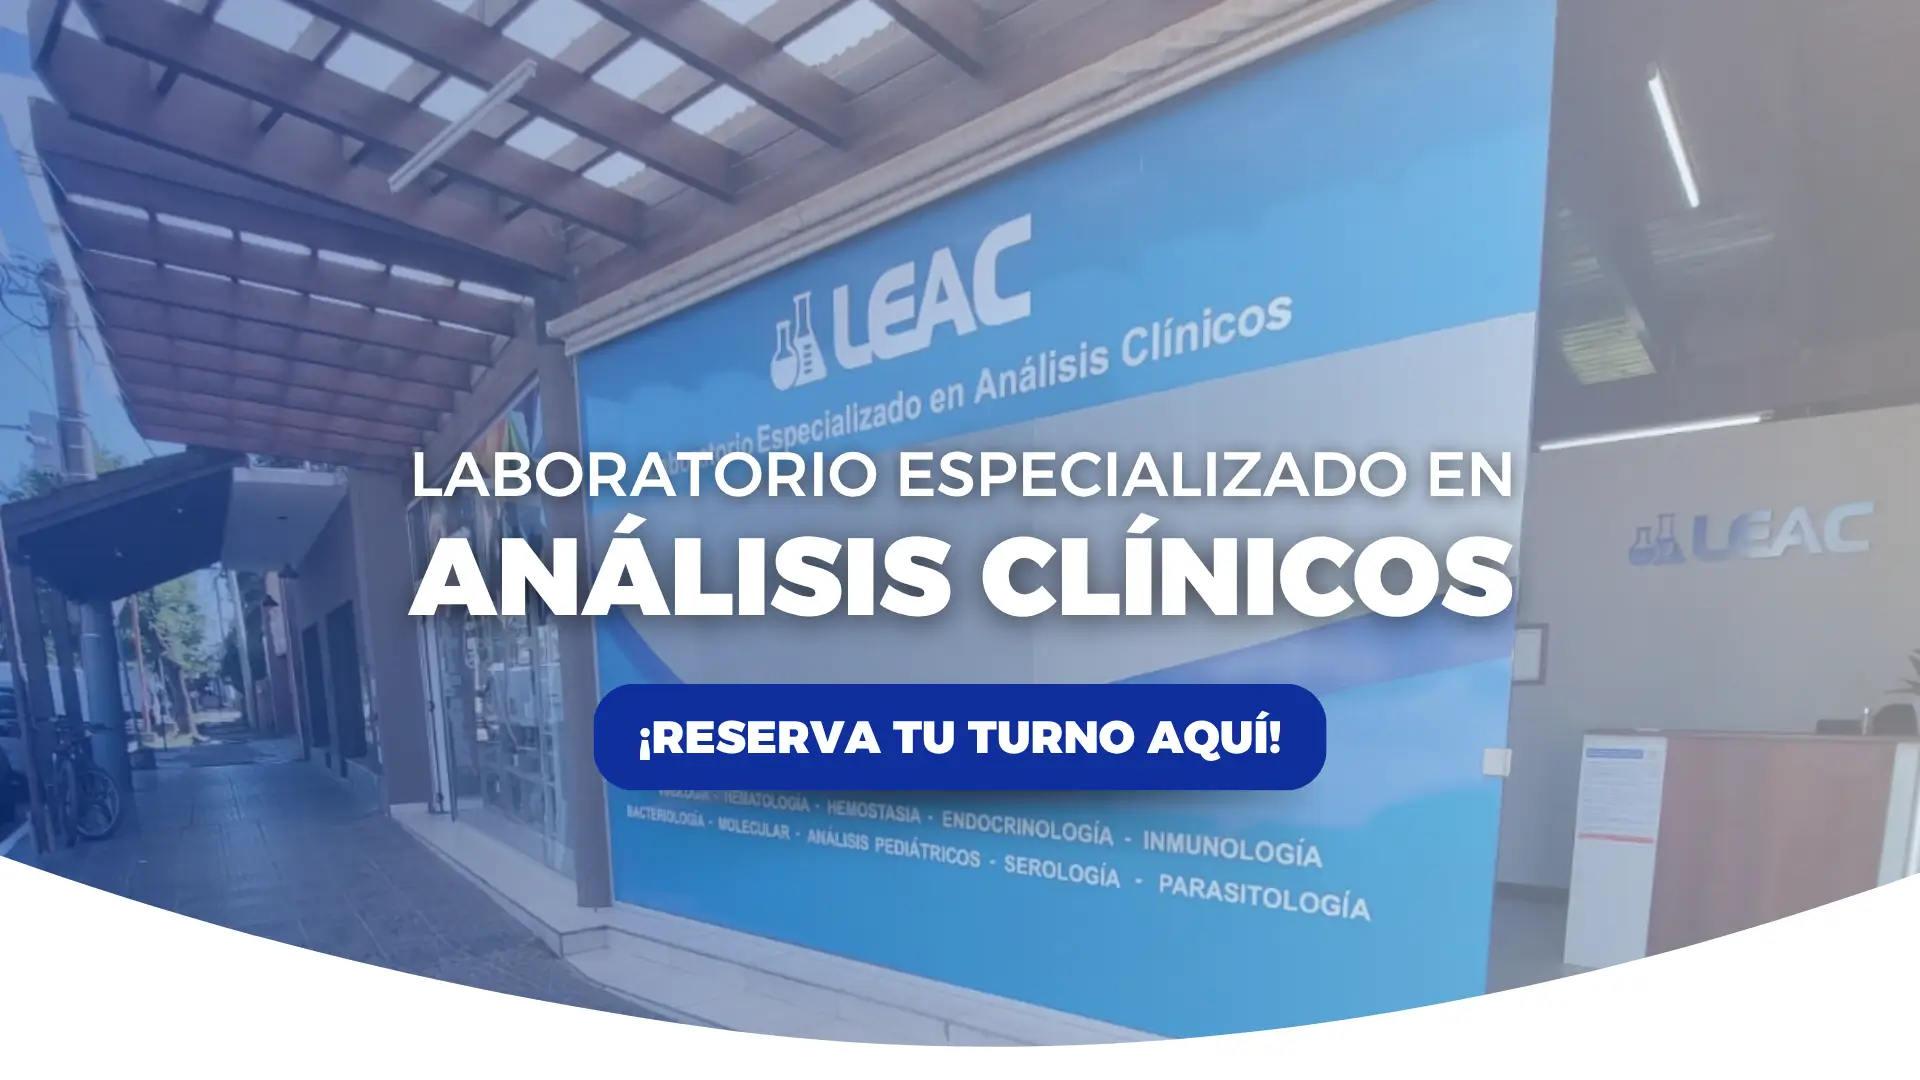 LEAC
Especializado en Análisis Clínicos
LABORATORIO ESPECIALIZADO EN
ANÁLISIS CLÍNICOS
LEAC
¡RESERVA TU TURNO AQUÍ!
- HEMATOLOGÍA - HEMOSTASIA - ENDOCRINOLOGÍA - INMUNOLOGÍA
BACTERIOLOGÍA - MOLECULAR - ANÁLISIS PEDIÁTRICOS - SEROLOGÍA - PARASITOLOGÍA